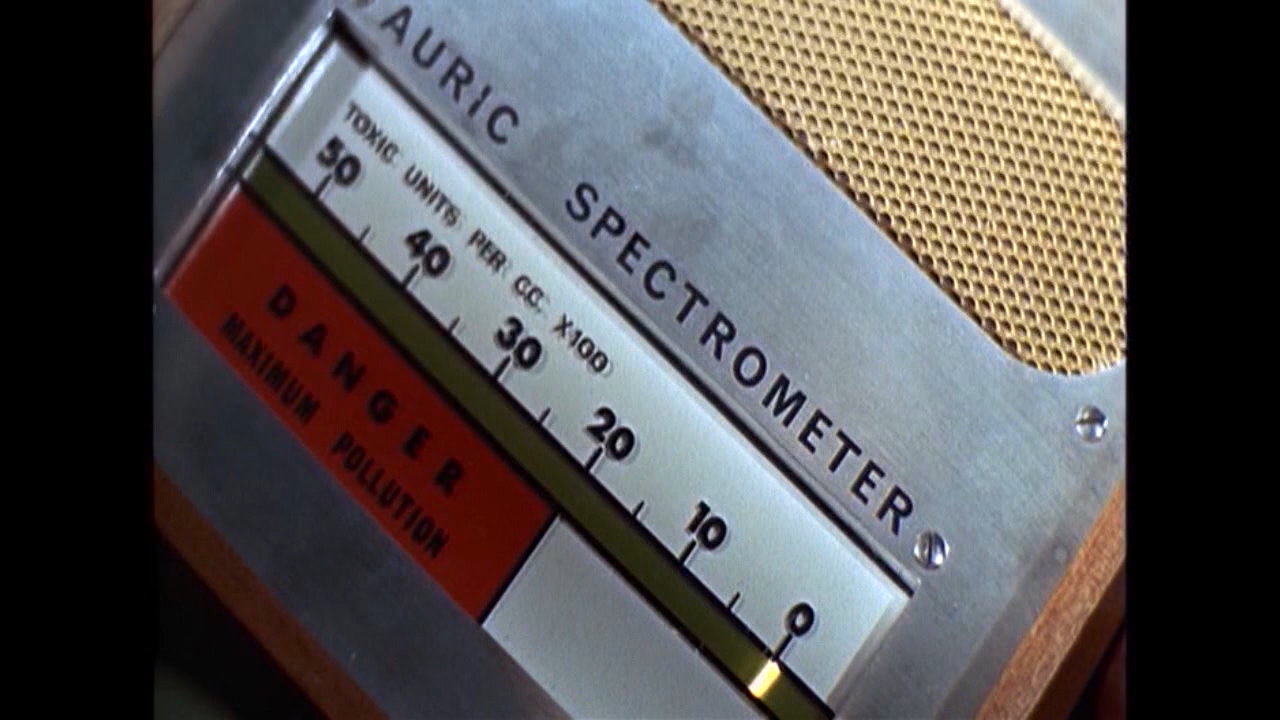 AURIC SPECTROMETER
TOXIC UNITS PER CC. X100
50 40 30 20 10 0
DANGER
MAXIMUM POLLUTION